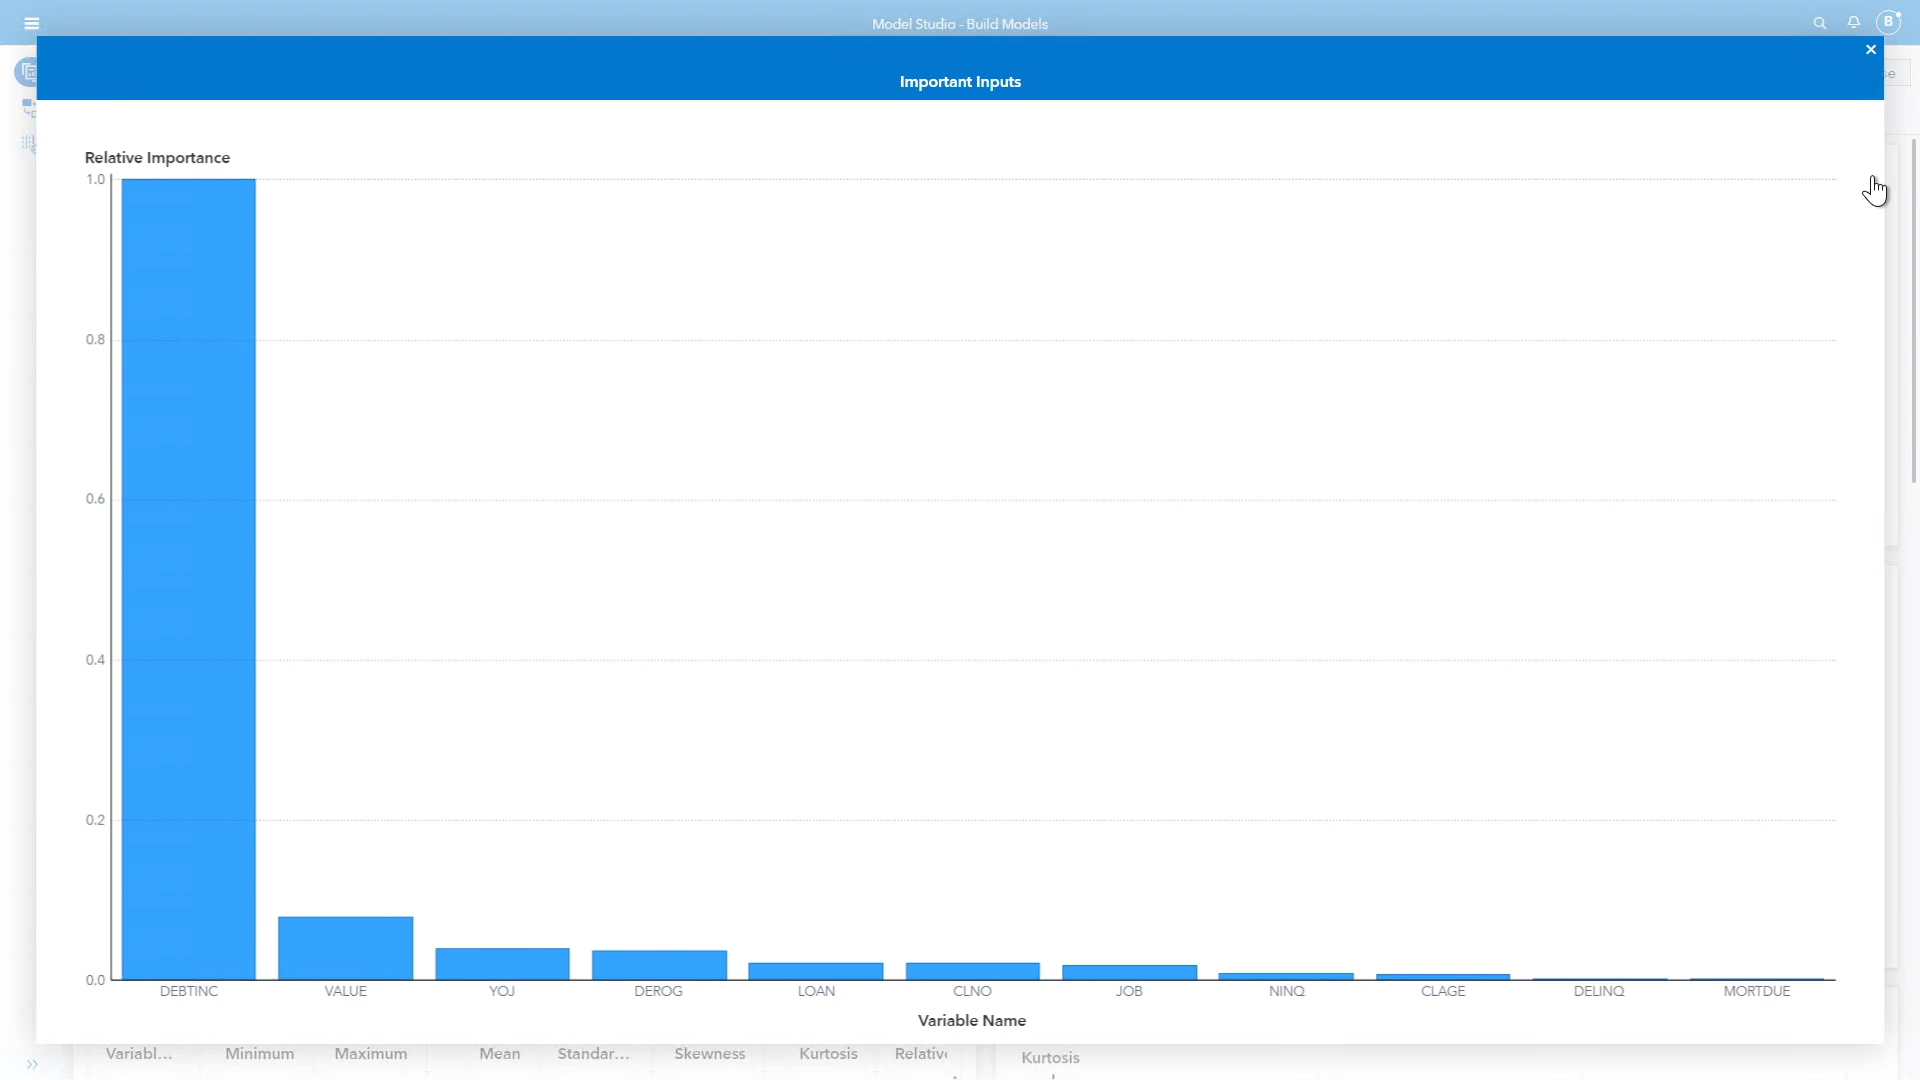 Model Studio - Build Models
B
se
Important Inputs
Relative Importance
1.0
0.8
0.6
0.4
0.2
0.0
DEBTINC VALUE YOJ DEROG LOAN CLNO JOB NINQ CLAGE DELINQ MORTDUE
Variable Name
Variabl... Minimum Maximum Mean Standar... Skewness Kurtosis Relativ
Kurtosis